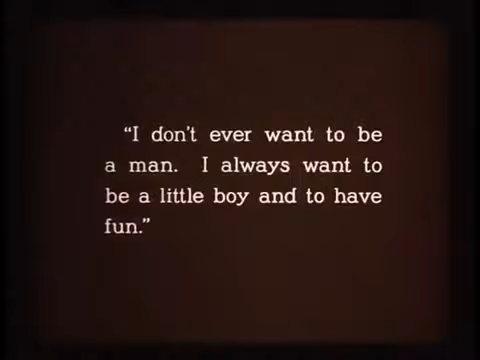 “I don't ever want to be
a man. I always want to
be a little boy and to have
fun.”